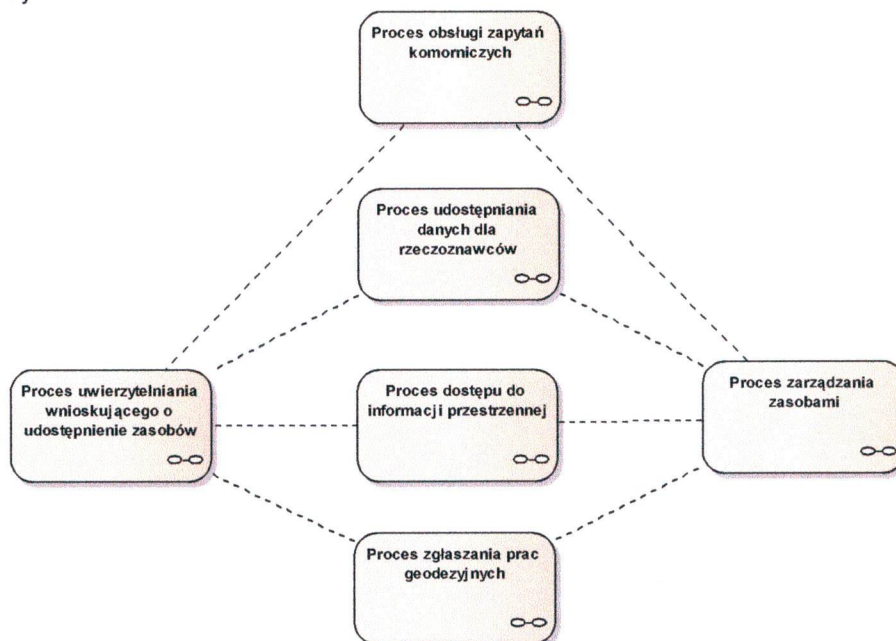 Proces obsługi zapytań
komorniczych
Proces udostępniania
danych dla
rzeczoznawców
Proces uwierzytelniania
wnioskującego o
udostępnienie zasobów
Proces dostępu do
informacji przestrzennej
Proces zarządzania
zasobami
Proces zgłaszania prac
geodezyjnych